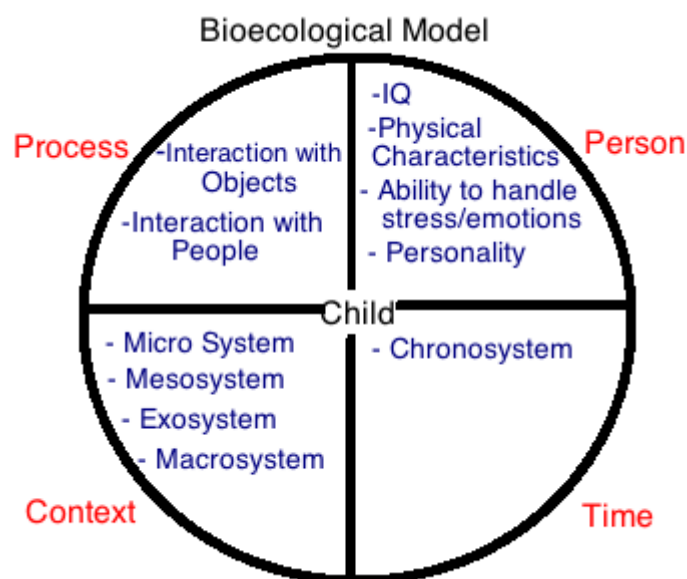 Bioecological Model
Process
-Interaction with
Objects
-Interaction with
People
-IQ
-Physical
Characteristics
- Ability to handle
stress/emotions
- Personality
Person
Child
- Micro System
- Mesosystem
- Exosystem
- Macrosystem
Context
- Chronosystem
Time